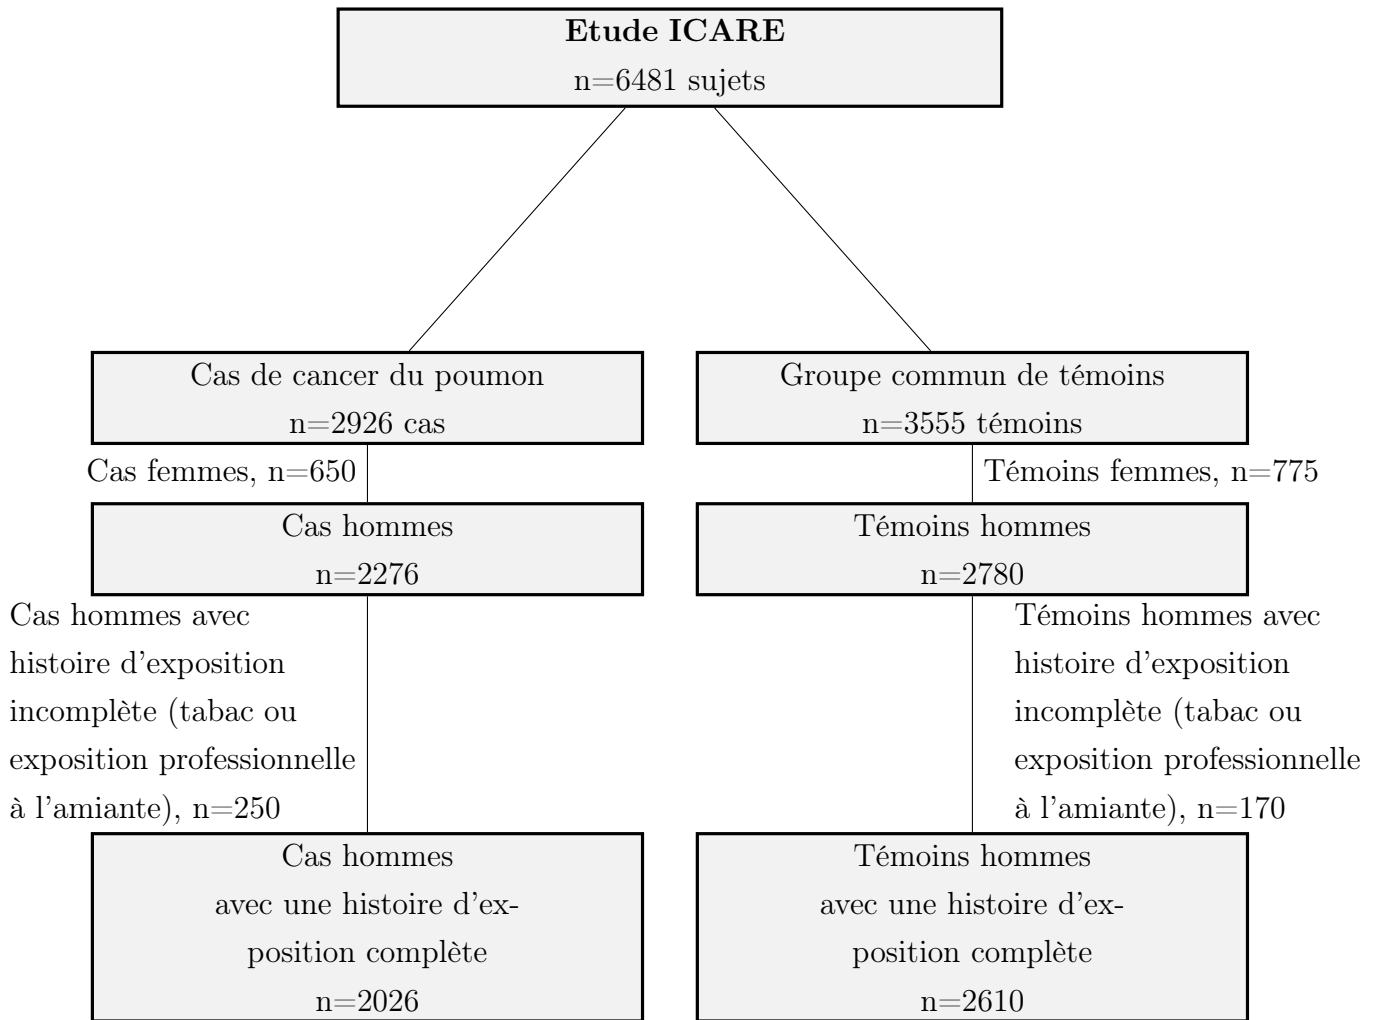 Etude ICARE
n=6481 sujets
Cas de cancer du poumon
n=2926 cas
Groupe commun de témoins
n=3555 témoins
Cas femmes, n=650
Témoins femmes, n=775
Cas hommes
n=2276
Témoins hommes
n=2780
Cas hommes avec
histoire d'exposition
incomplète (tabac ou
exposition professionnelle
à l'amiante), n=250
Témoins hommes avec
histoire d'exposition
incomplète (tabac ou
exposition professionnelle
à l'amiante), n=170
Cas hommes
avec une histoire d'ex-
position complète
n=2026
Témoins hommes
avec une histoire d'ex-
position complète
n=2610